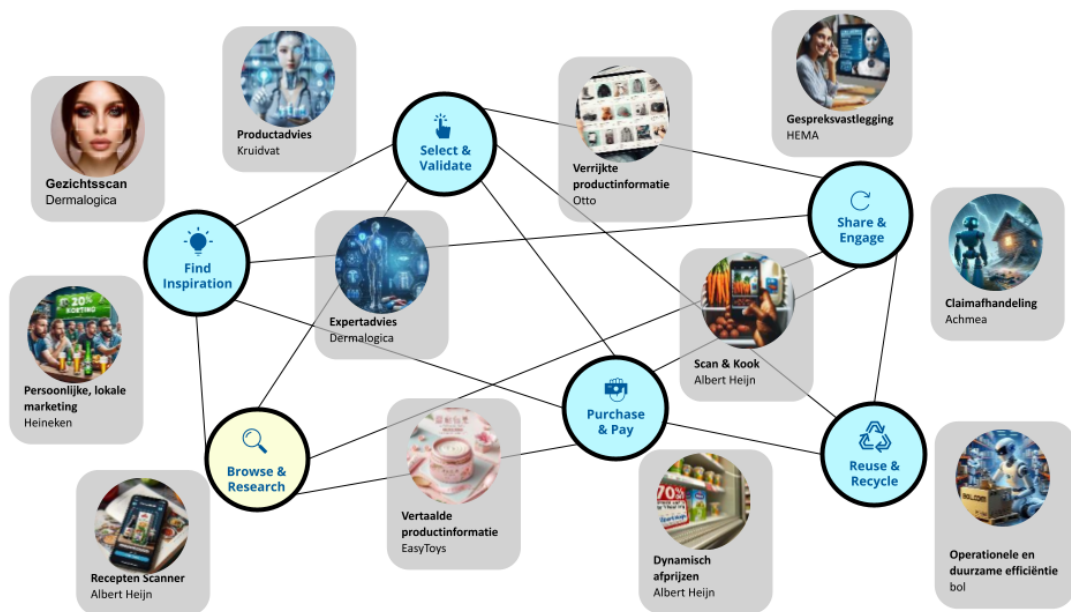 Productadvies
Kruidvat
Gezichtsscan
Dermalogica
Select &
Validate
Verrijkte
productinformatie
Otto
Gespreksvastlegging
HEMA
Share &
Engage
Find
Inspiration
Expertadvies
Dermalogica
Claimafhandeling
Achmea
20%
KORTING
Persoonlijke, lokale
marketing
Heineken
Scan & Kook
Albert Heijn
Purchase
& Pay
Browse &
Research
Reuse &
Recycle
Vertaalde
productinformatie
EasyToys
70%
BOL.COM
Recepten Scanner
Albert Heijn
Dynamisch
afprijzen
Albert Heijn
Operationele en
duurzame efficiëntie
bol